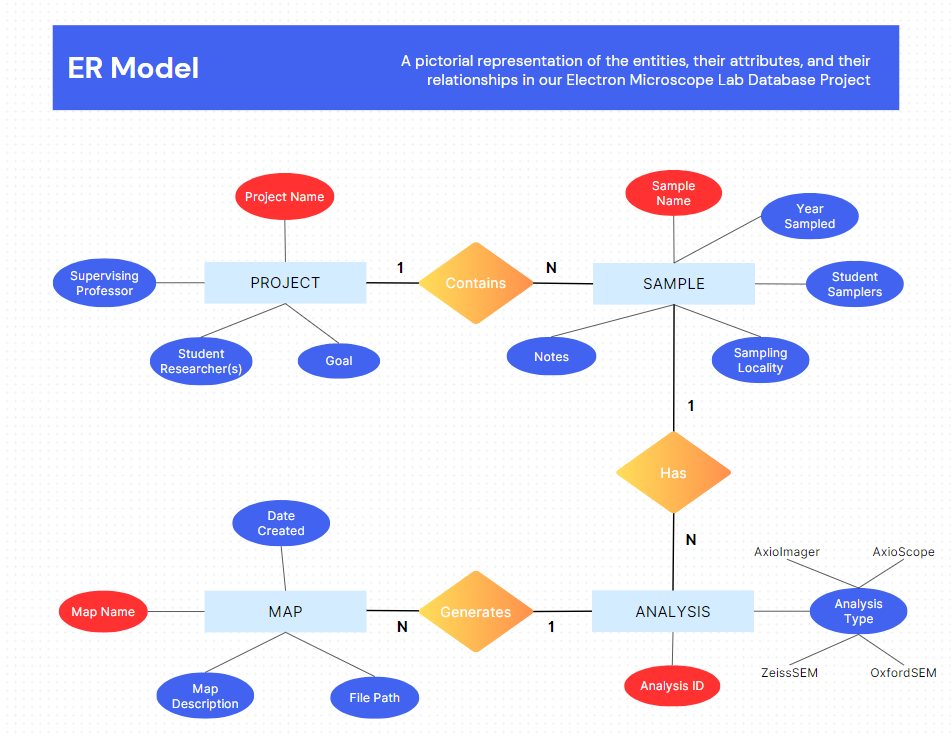 ER Model
A pictorial representation of the entities, their attributes, and their
relationships in our Electron Microscope Lab Database Project
Project Name
Sample
Name
Year
Sampled
Supervising
Professor
PROJECT
1
Contains
N
SAMPLE
Student
Samplers
Student
Researcher(s)
Goal
Notes
Sampling
Locality
1
Has
N
Date
Created
AxioImager
AxioScope
Map Name
MAP
N
Generates
1
ANALYSIS
Analysis
Type
ZeissSEM
OxfordSEM
Map
Description
File Path
Analysis ID